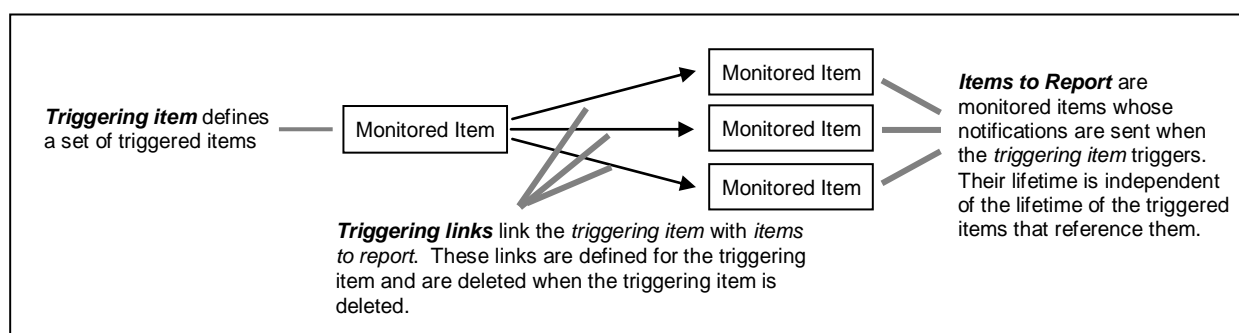 Triggering item defines
a set of triggered items
Monitored Item
Monitored Item
Monitored Item
Monitored Item
Triggering links link the triggering item with items
to report. These links are defined for the triggering
item and are deleted when the triggering item is
deleted.
Items to Report are
monitored items whose
notifications are sent when
the triggering item triggers.
Their lifetime is independent
of the lifetime of the triggered
items that reference them.